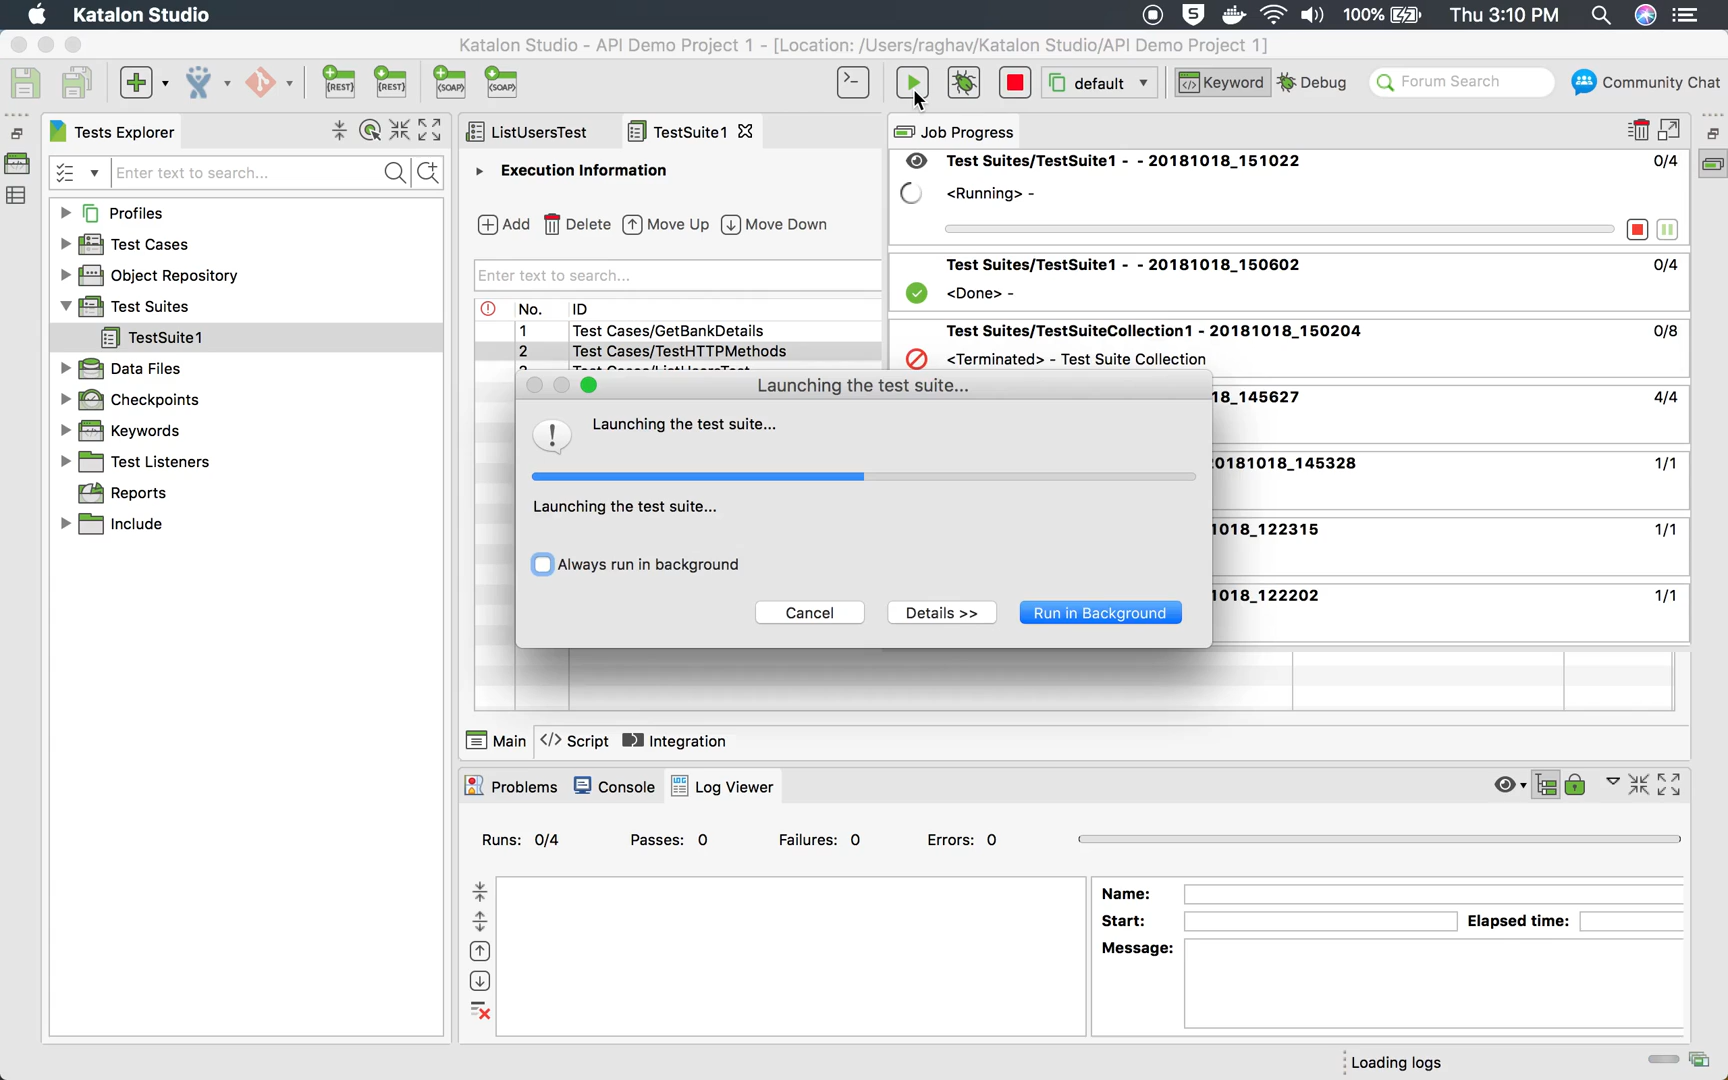 Katalon Studio
100%
Thu 3:10 PM
Katalon Studio - API Demo Project 1 - [Location: /Users/raghav/Katalon Studio/API Demo Project 1]
REST
REST
SOAP
SOAP
default
Keyword
Debug
Forum Search
Community Chat
Tests Explorer
Enter text to search...
Profiles
Test Cases
Object Repository
Test Suites
TestSuite1
Data Files
Checkpoints
Keywords
Test Listeners
Reports
Include
ListUsersTest
TestSuite1
Execution Information
Add
Delete
Move Up
Move Down
Enter text to search...
No.
ID
1
Test Cases/GetBankDetails
2
Test Cases/TestHTTPMethods
Job Progress
Test Suites/TestSuite1 - - 20181018_151022
0/4
<Running> -
Test Suites/TestSuite1 - - 20181018_150602
0/4
<Done> -
Test Suites/TestSuiteCollection1 - 20181018_150204
0/8
<Terminated> - Test Suite Collection
18_145627
4/4
20181018_145328
1/1
1018_122315
1/1
1018_122202
1/1
Launching the test suite...
Launching the test suite...
Launching the test suite...
Always run in background
Cancel
Details >>
Run in Background
Main
Script
Integration
Problems
Console
Log Viewer
Runs: 0/4
Passes: 0
Failures: 0
Errors: 0
Name:
Start:
Elapsed time:
Message:
Loading logs